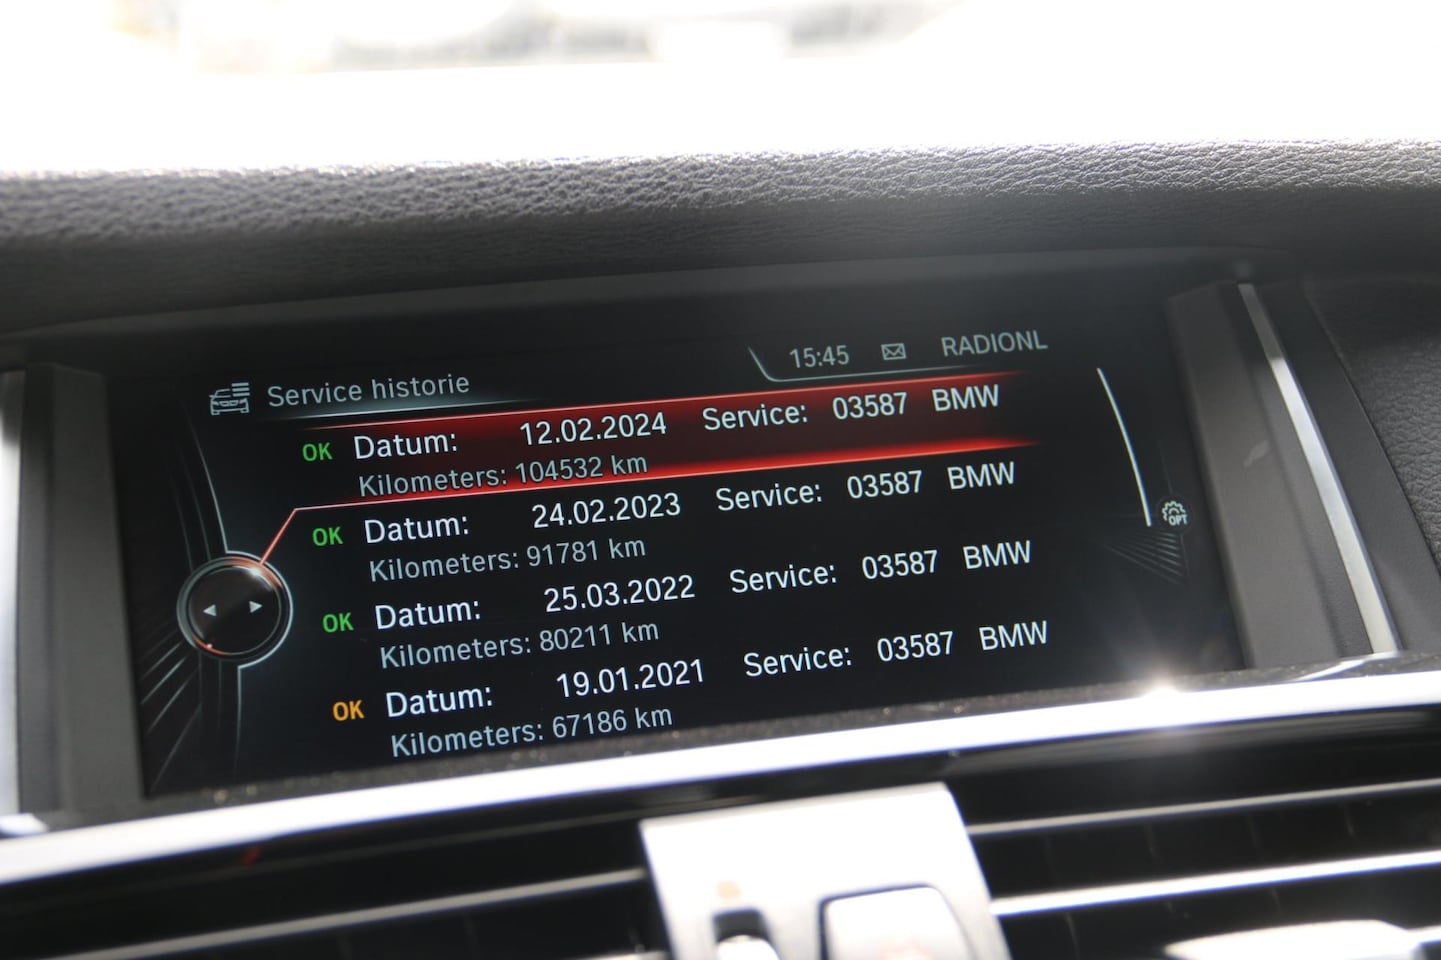 15:45 RADIONL
Service historie
OK Datum: 12.02.2024 Service: 03587 BMW
Kilometers: 104532 km
OK Datum: 24.02.2023 Service: 03587 BMW
Kilometers: 91781 km
OK Datum: 25.03.2022 Service: 03587 BMW
Kilometers: 80211 km
OK Datum: 19.01.2021 Service: 03587 BMW
Kilometers: 67186 km
OPT